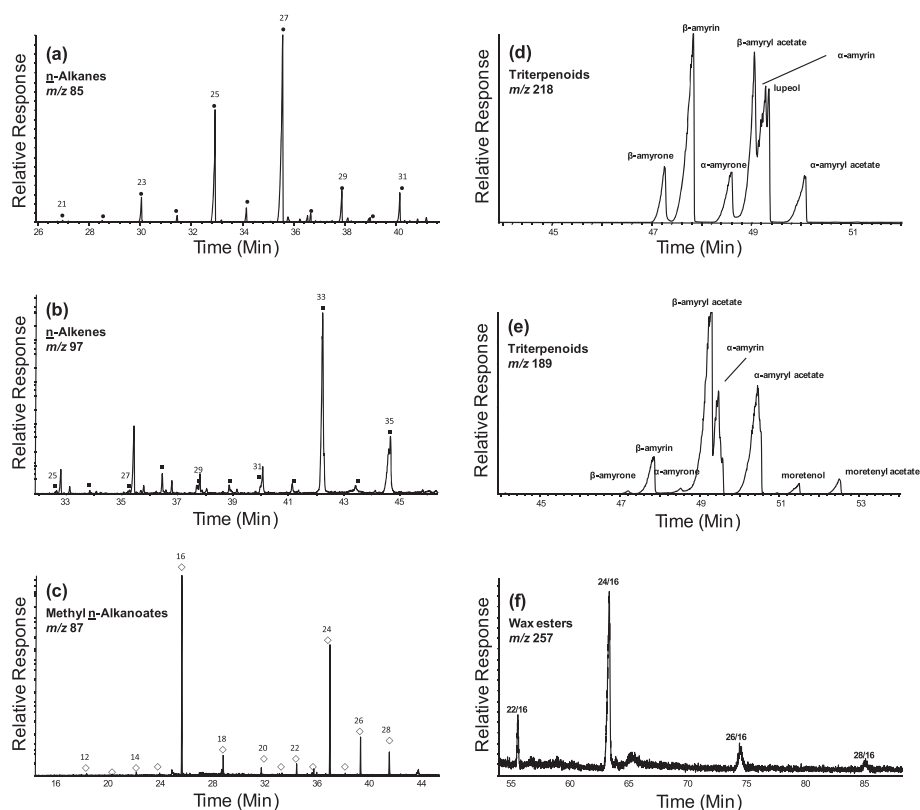 (a)
n-Alkanes
m/z 85
Relative Response
21
23
25
27
29
31
26 28 30 32 34 36 38 40
Time (Min)
(b)
n-Alkenes
m/z 97
Relative Response
25
27
29
31
33
35
33 35 37 39 41 43 45
Time (Min)
(c)
Methyl n-Alkanoates
m/z 87
Relative Response
12
14
16
18
20
22
24
26
28
16 20 24 28 32 36 40 44
Time (Min)
(d)
Triterpenoids
m/z 218
Relative Response
β-amyrone
β-amyrin
α-amyrone
β-amyryl acetate
α-amyrin
lupeol
α-amyryl acetate
45 47 49 51
Time (Min)
(e)
Triterpenoids
m/z 189
Relative Response
β-amyrone
β-amyrin
α-amyrone
β-amyryl acetate
α-amyrin
α-amyryl acetate
moretenol
moretenyl acetate
45 47 49 50 51 53
Time (Min)
(f)
Wax esters
m/z 257
Relative Response
22/16
24/16
26/16
28/16
54 60 65 70 75 80 85
Time (Min)